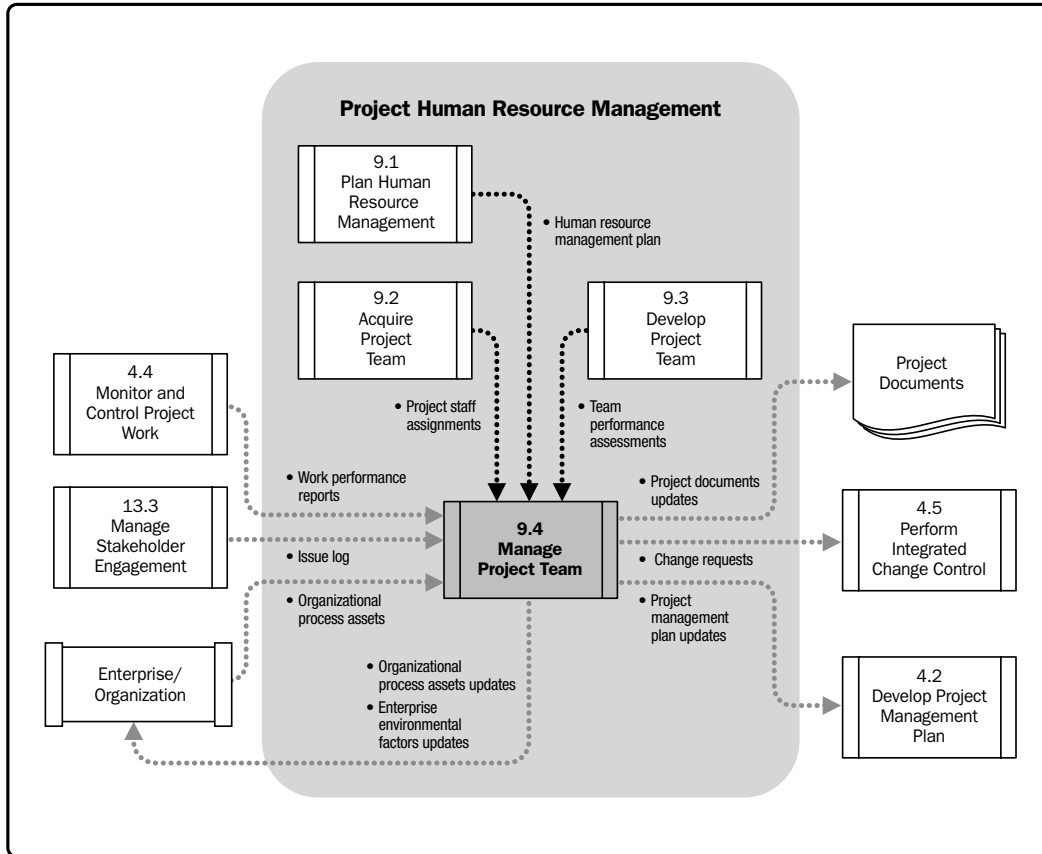 Project Human Resource Management
9.1
Plan Human
Resource
Management
• Human resource
management plan
9.2
Acquire
Project
Team
9.3
Develop
Project
Team
Project
Documents
4.4
Monitor and
Control Project
Work
• Project staff
assignments
• Team
performance
assessments
• Work performance
reports
• Project documents
updates
13.3
Manage
Stakeholder
Engagement
9.4
Manage
Project Team
4.5
Perform
Integrated
Change Control
• Issue log
• Change requests
• Organizational
process assets
• Project
management
plan updates
Enterprise/
Organization
• Organizational
process assets updates
• Enterprise
environmental
factors updates
4.2
Develop Project
Management
Plan